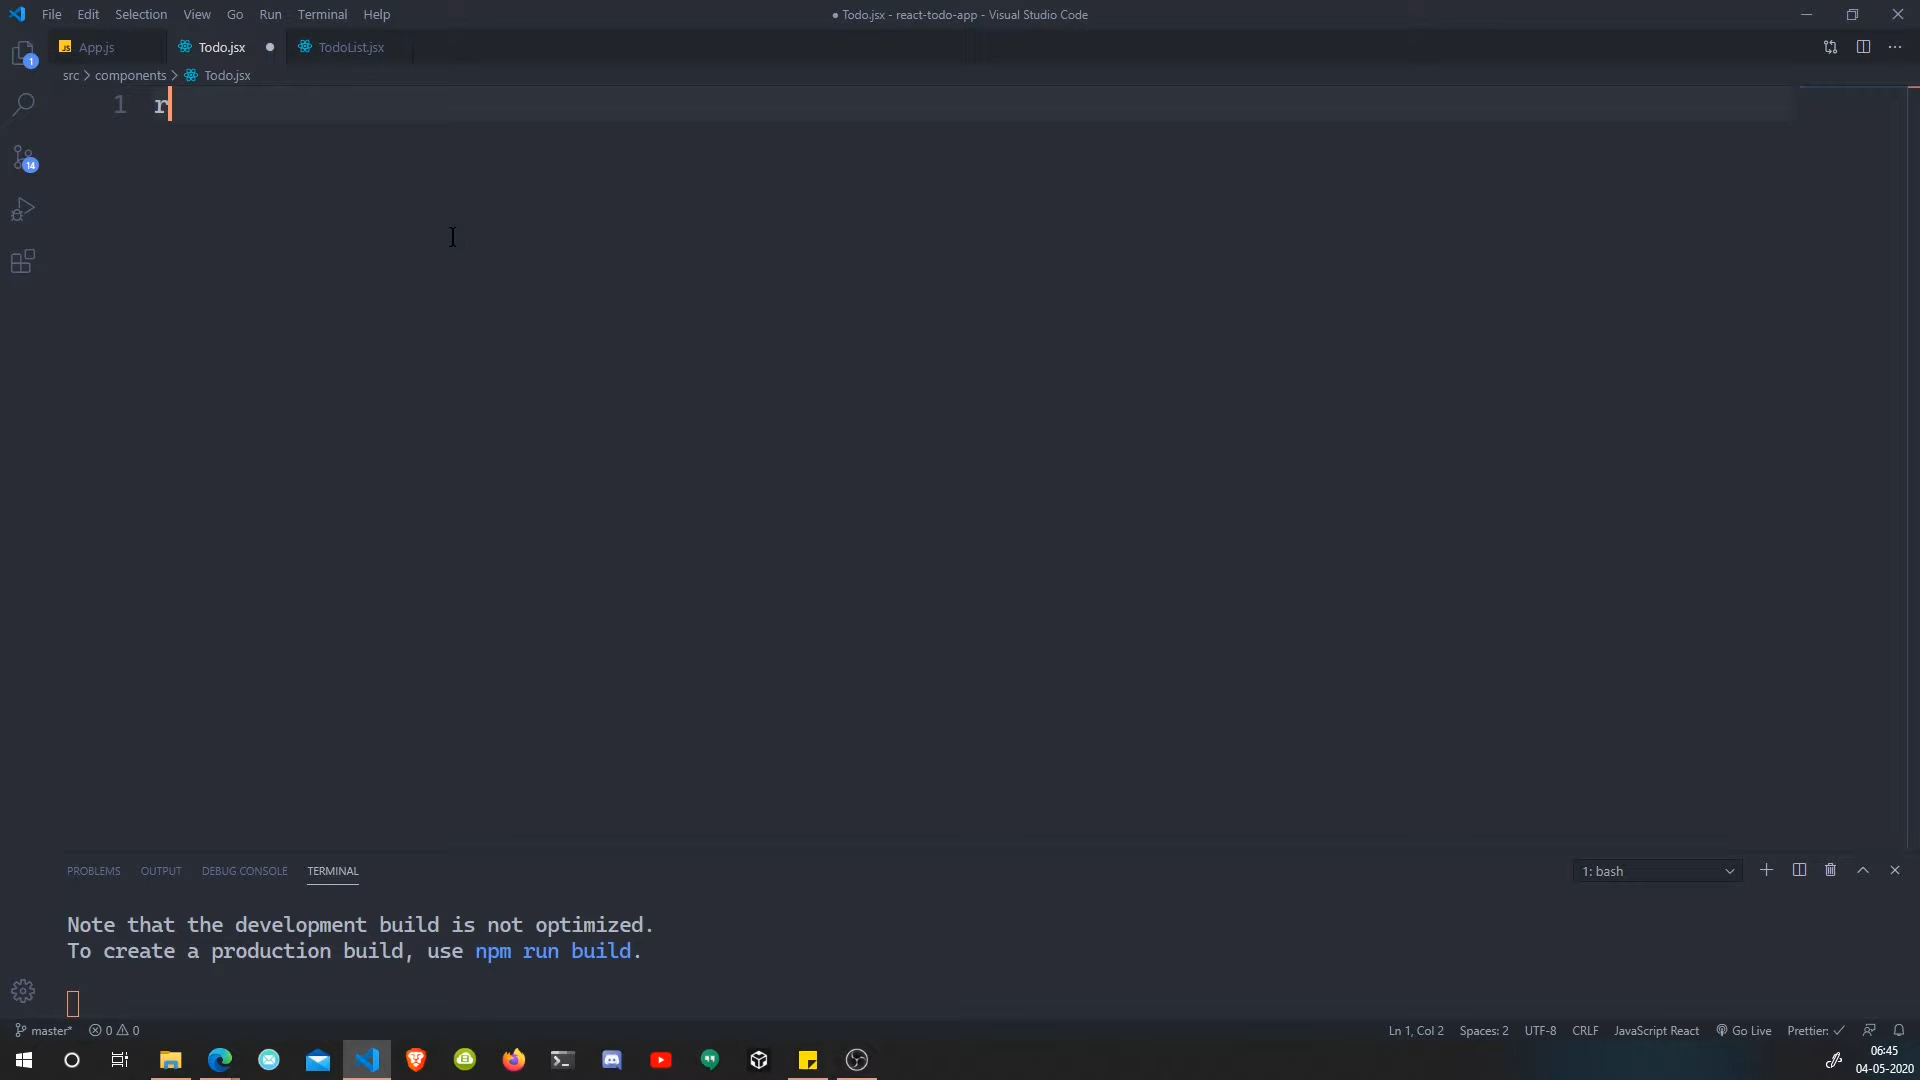 File Edit Selection View Go Run Terminal Help
● Todo.jsx - react-todo-app - Visual Studio Code
JS App.js
Todo.jsx
TodoList.jsx
1
src > components > Todo.jsx
1 r
14
PROBLEMS OUTPUT DEBUG CONSOLE TERMINAL
1: bash
Note that the development build is not optimized.
To create a production build, use npm run build.
master* 0 0
Ln 1, Col 2 Spaces: 2 UTF-8 CRLF JavaScript React Go Live Prettier: ✓
06:45
04-05-2020